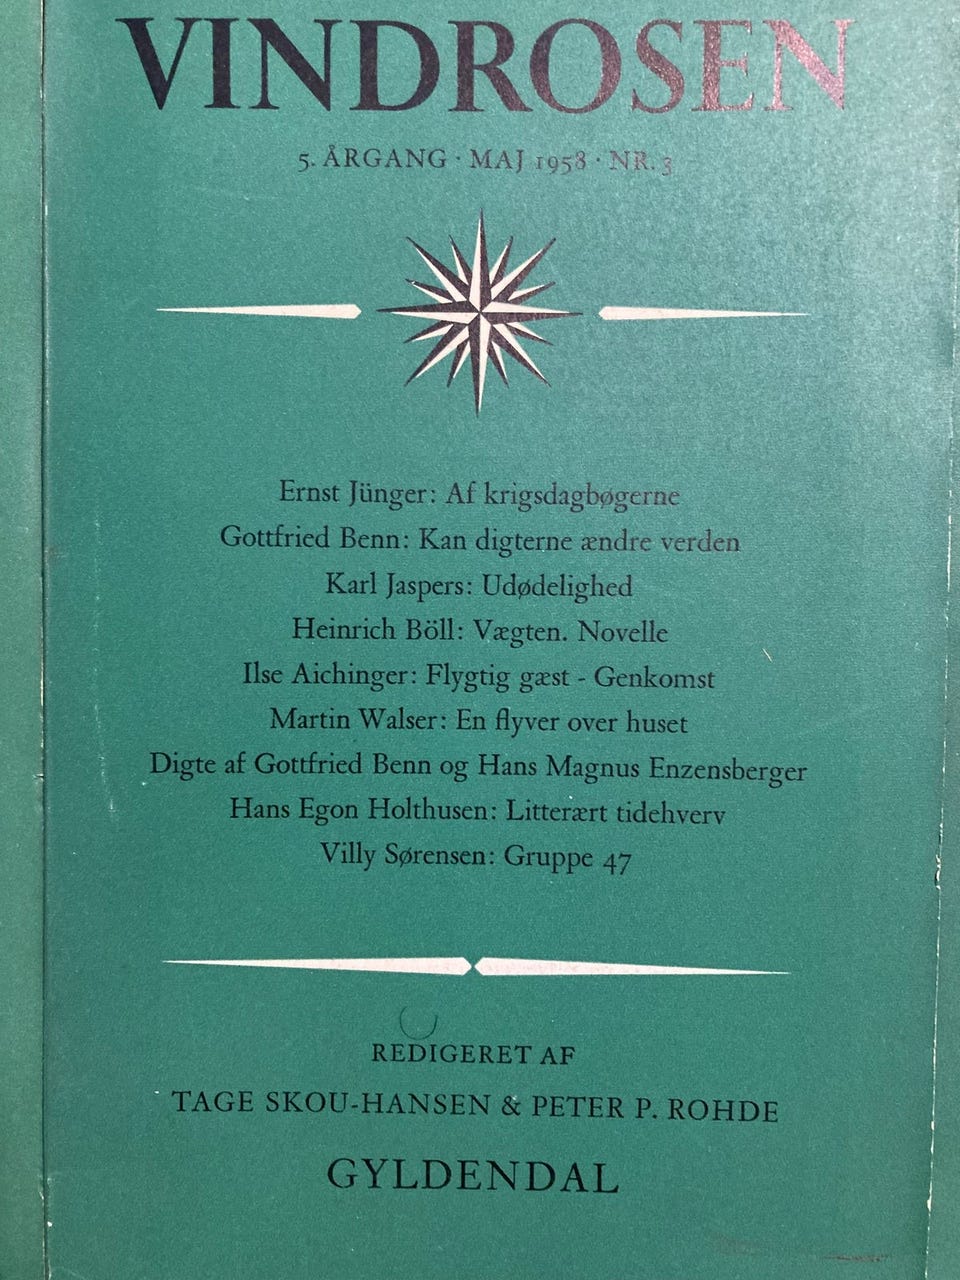 VINDROSEN
5. ÅRGANG · MAJ 1958 · NR. 3
Ernst Jünger: Af krigsdagbøgerne
Gottfried Benn: Kan digterne ændre verden
Karl Jaspers: Udødelighed
Heinrich Böll: Vægten. Novelle
Ilse Aichinger: Flygtig gæst - Genkomst
Martin Walser: En flyver over huset
Digte af Gottfried Benn og Hans Magnus Enzensberger
Hans Egon Holthusen: Litterært tidehverv
Villy Sørensen: Gruppe 47
REDIGERET AF
TAGE SKOU-HANSEN & PETER P. ROHDE
GYLDENDAL